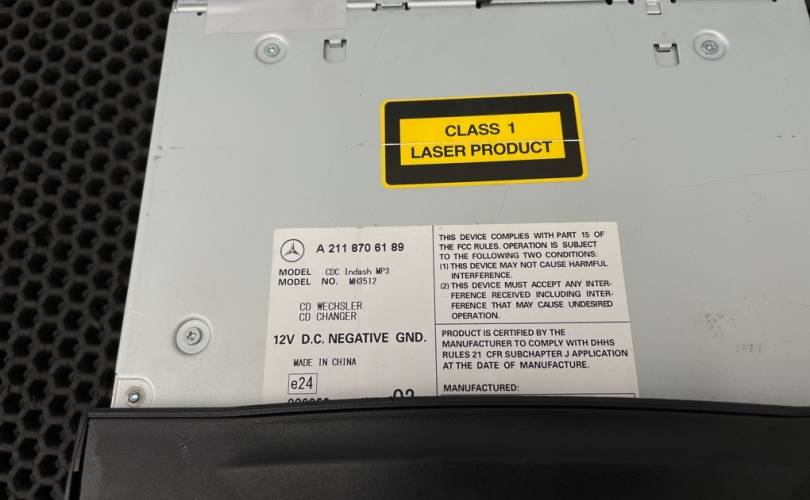 CLASS 1
LASER PRODUCT
A 211 870 61 89
MODEL CDC Indash MP3
MODEL NO. MH3512
CD WECHSLER
CD CHANGER
12V D.C. NEGATIVE GND.
MADE IN CHINA
e24
THIS DEVICE COMPLIES WITH PART 15 OF
THE FCC RULES. OPERATION IS SUBJECT
TO THE FOLLOWING TWO CONDITIONS:
(1) THIS DEVICE MAY NOT CAUSE HARMFUL
INTERFERENCE.
(2) THIS DEVICE MUST ACCEPT ANY INTER-
FERENCE RECEIVED INCLUDING INTER-
FERENCE THAT MAY CAUSE UNDESIRED
OPERATION.
PRODUCT IS CERTIFIED BY THE
MANUFACTURER TO COMPLY WITH DHHS
RULES 21 CFR SUBCHAPTER J APPLICATION
AT THE DATE OF MANUFACTURE.
MANUFACTURED: